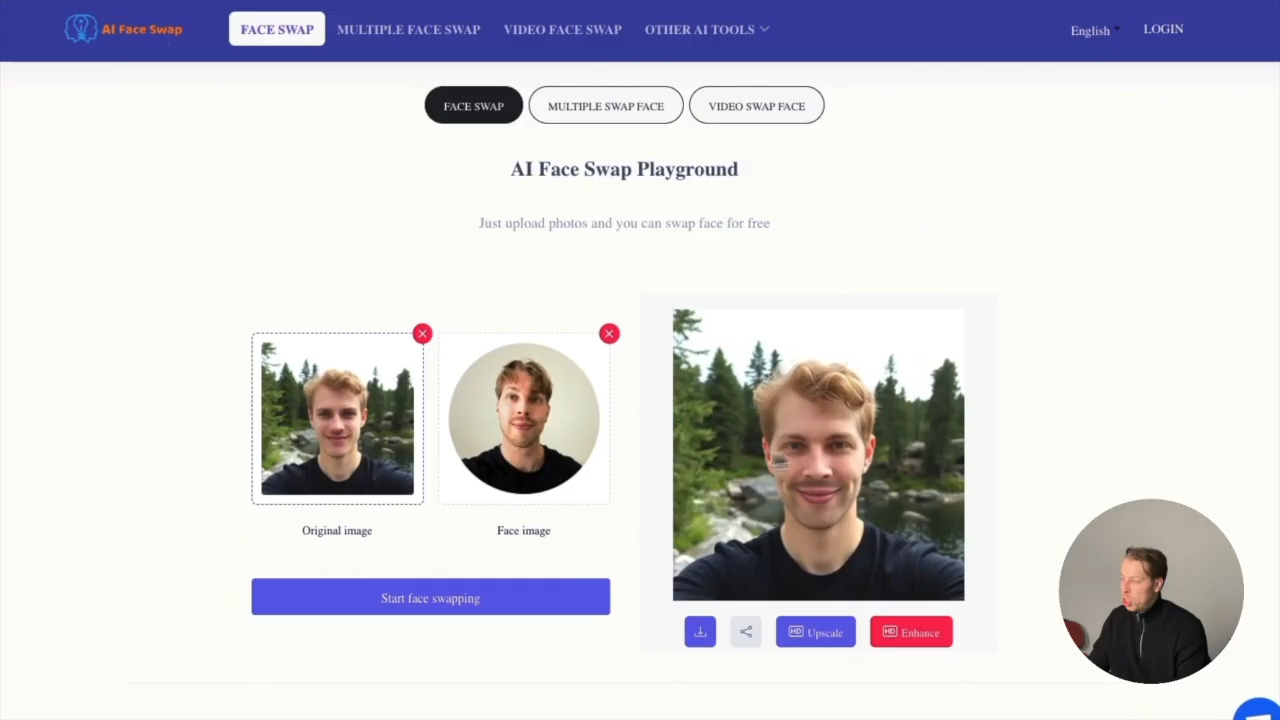 AI Face Swap
FACE SWAP
MULTIPLE FACE SWAP
VIDEO FACE SWAP
OTHER AI TOOLS
English
LOGIN
FACE SWAP
MULTIPLE SWAP FACE
VIDEO SWAP FACE
AI Face Swap Playground
Just upload photos and you can swap face for free
Original image
Face image
Start face swapping
HD Upscale
HD Enhance